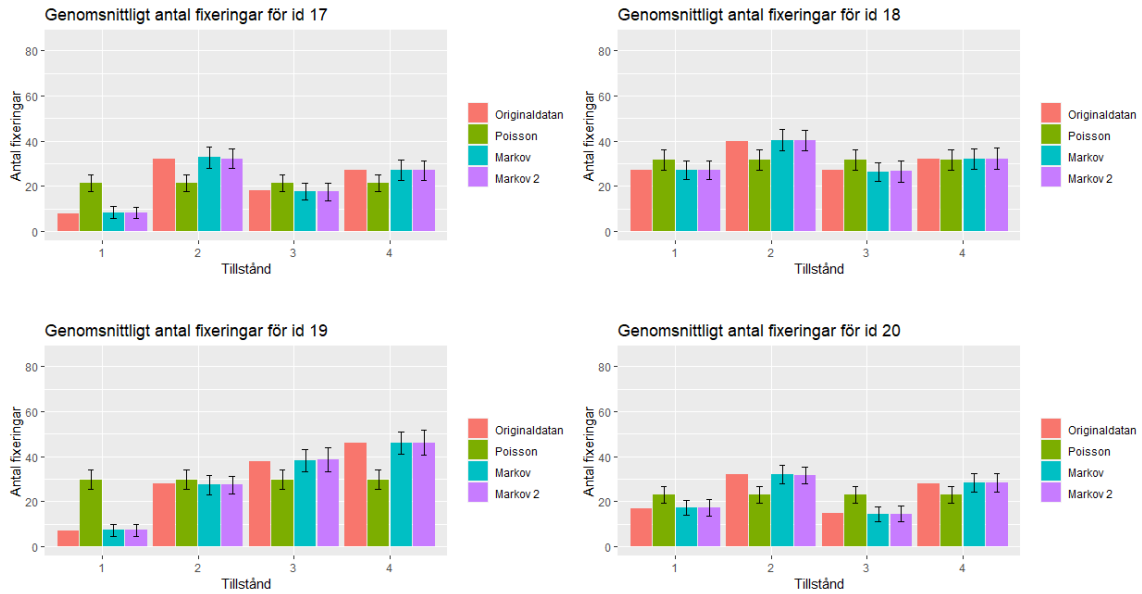 Genomsnittligt antal fixeringar för id 17
Antal fixeringar
80
60
40
20
0
1 2 3 4
Tillstånd
Originaldatan
Poisson
Markov
Markov 2
Genomsnittligt antal fixeringar för id 18
Antal fixeringar
80
60
40
20
0
1 2 3 4
Tillstånd
Originaldatan
Poisson
Markov
Markov 2
Genomsnittligt antal fixeringar för id 19
Antal fixeringar
80
60
40
20
0
1 2 3 4
Tillstånd
Originaldatan
Poisson
Markov
Markov 2
Genomsnittligt antal fixeringar för id 20
Antal fixeringar
80
60
40
20
0
1 2 3 4
Tillstånd
Originaldatan
Poisson
Markov
Markov 2